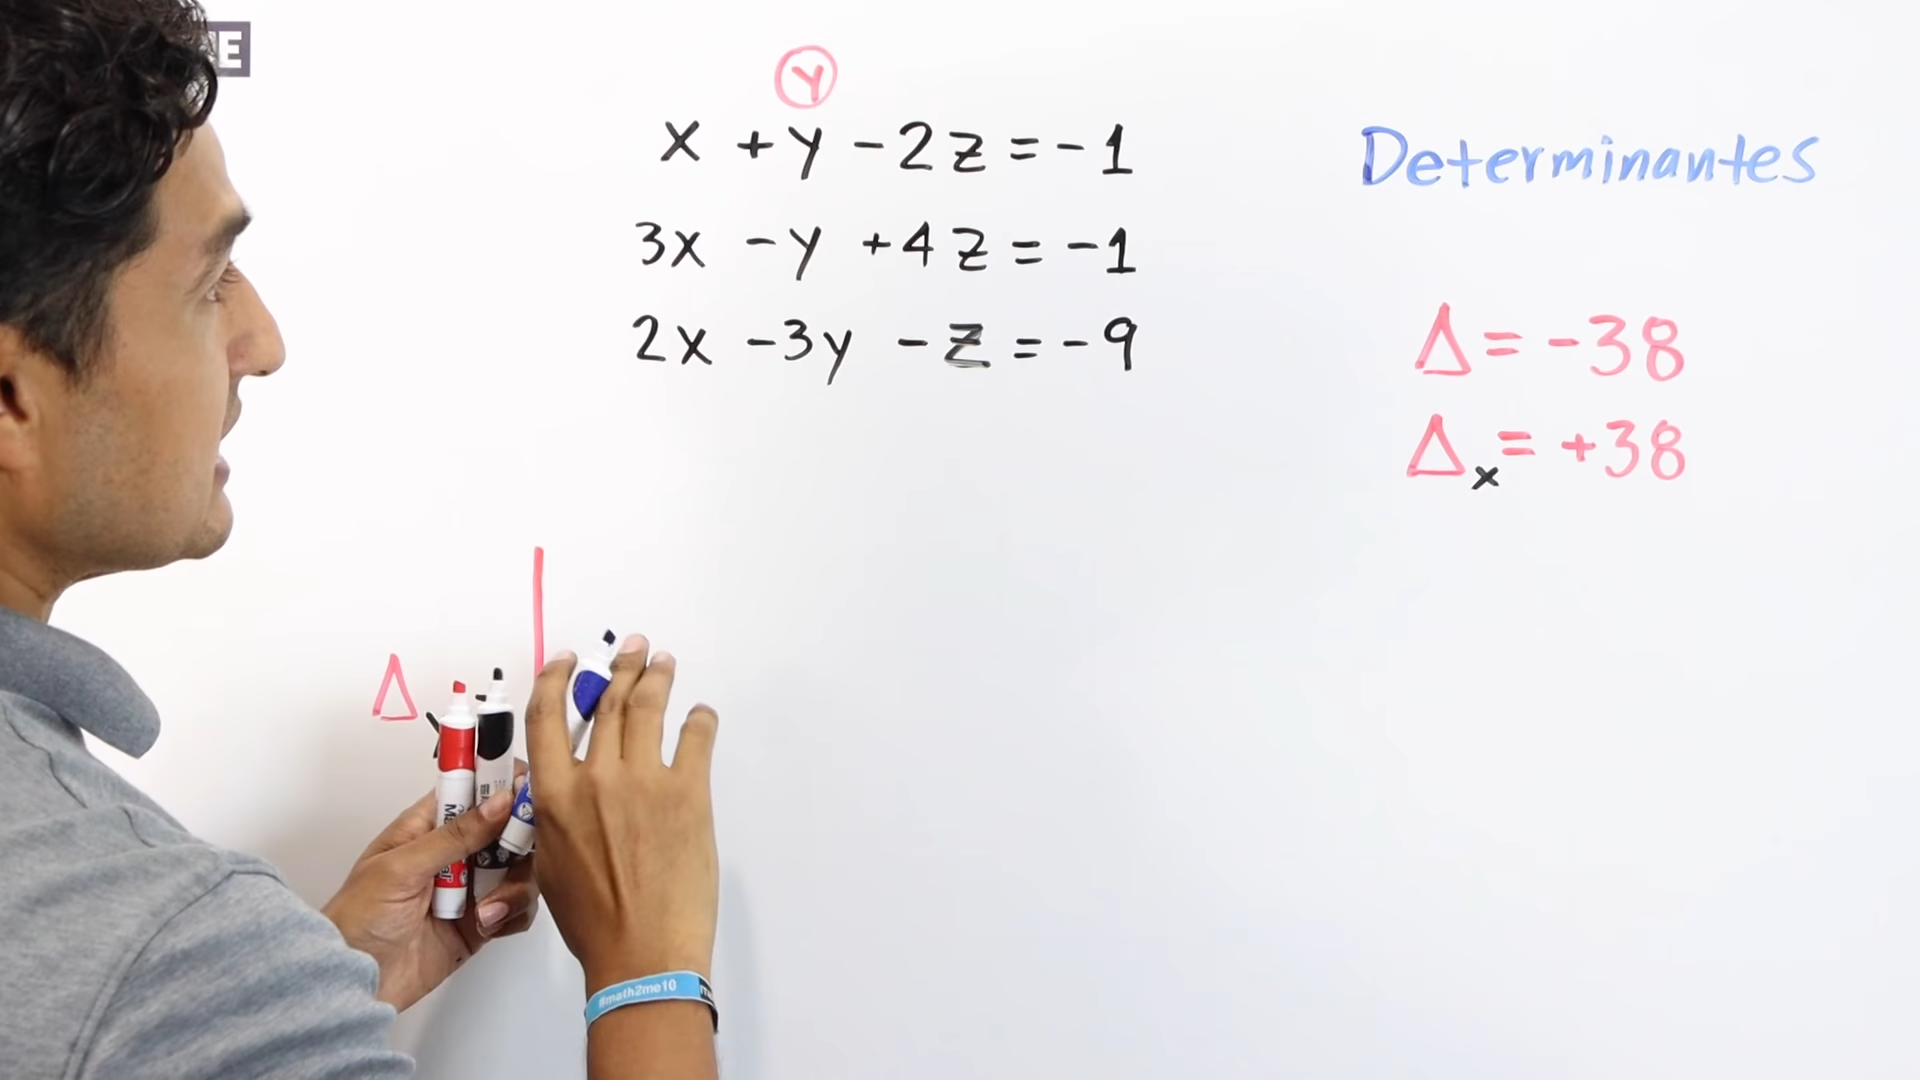 E
Y
x + y - 2z = -1
3x - y + 4z = -1
2x - 3y - z = -9
Determinantes
Δ = -38
Δx = +38
Δ
#math2me10